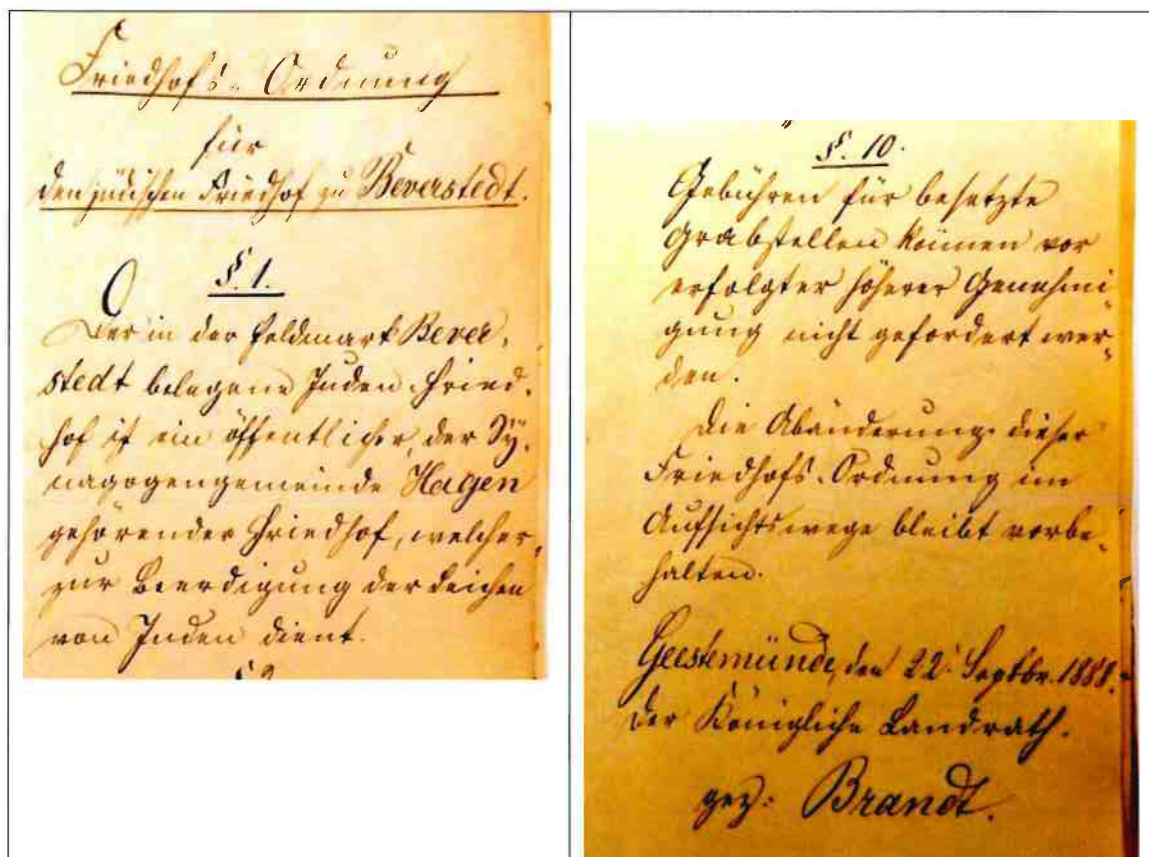 Friedhofs-Ordnung
für
den jüdischen Friedhof zu Beverstedt.
§. 1.
Der in der Feldmark Bever-
stedt belegene Juden-Fried-
hof ist ein öffentlicher, der Sy-
nagogengemeinde Hagen
gehörender Friedhof, welcher
zur Beerdigung der Leichen
von Juden dient.
§ 2
§. 10.
Gebühren für besetzte
Grabstellen können vor
erfolgter höherer Genehmi-
gung nicht gefordert wer-
den.
Die Abänderung dieser
Friedhofs-Ordnung im
Aufsichtswege bleibt vorbe-
halten.
Geestemünde, den 22. Septbr. 1888.
Der Königliche Landrath.
gez: Brandt.